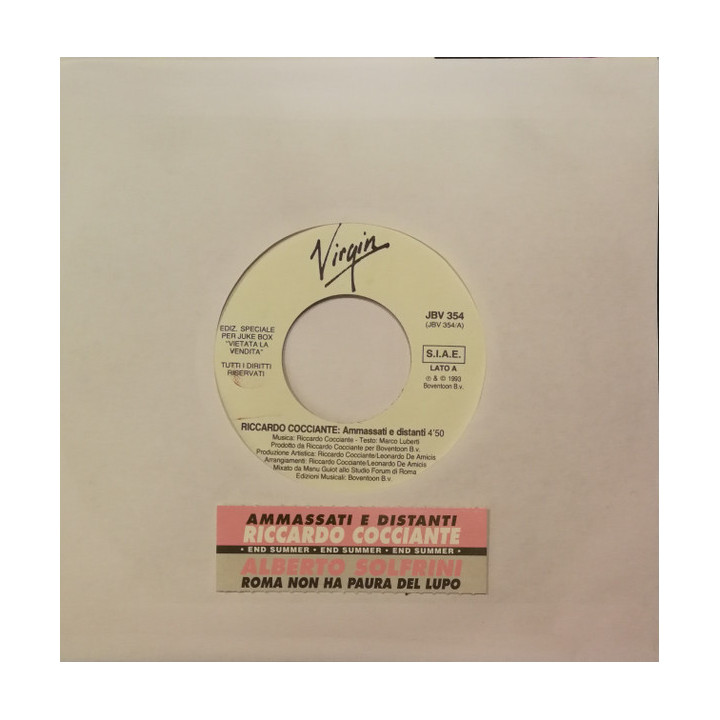 Virgin
EDIZ. SPECIALE
PER JUKE BOX
"VIETATA LA
VENDITA"
TUTTI I DIRITTI
RISERVATI
JBV 354
(JBV 354/A)
S.I.A.E.
LATO A
℗ & © 1993
Boventoon B.v.
RICCARDO COCCIANTE: Ammassati e distanti 4'50
Musica: Riccardo Cocciante - Testo: Marco Luberti
Prodotto da Riccardo Cocciante per Boventoon B.v.
Produzione Artistica: Riccardo Cocciante/Leonardo De Amicis
Arrangiamenti: Riccardo Cocciante/Leonardo De Amicis
Mixato da Manu Guiot allo Studio Forum di Roma
Edizioni Musicali: Boventoon B.v.
AMMASSATI E DISTANTI
RICCARDO COCCIANTE
• END SUMMER • END SUMMER • END SUMMER •
ALBERTO SOLFRINI
ROMA NON HA PAURA DEL LUPO